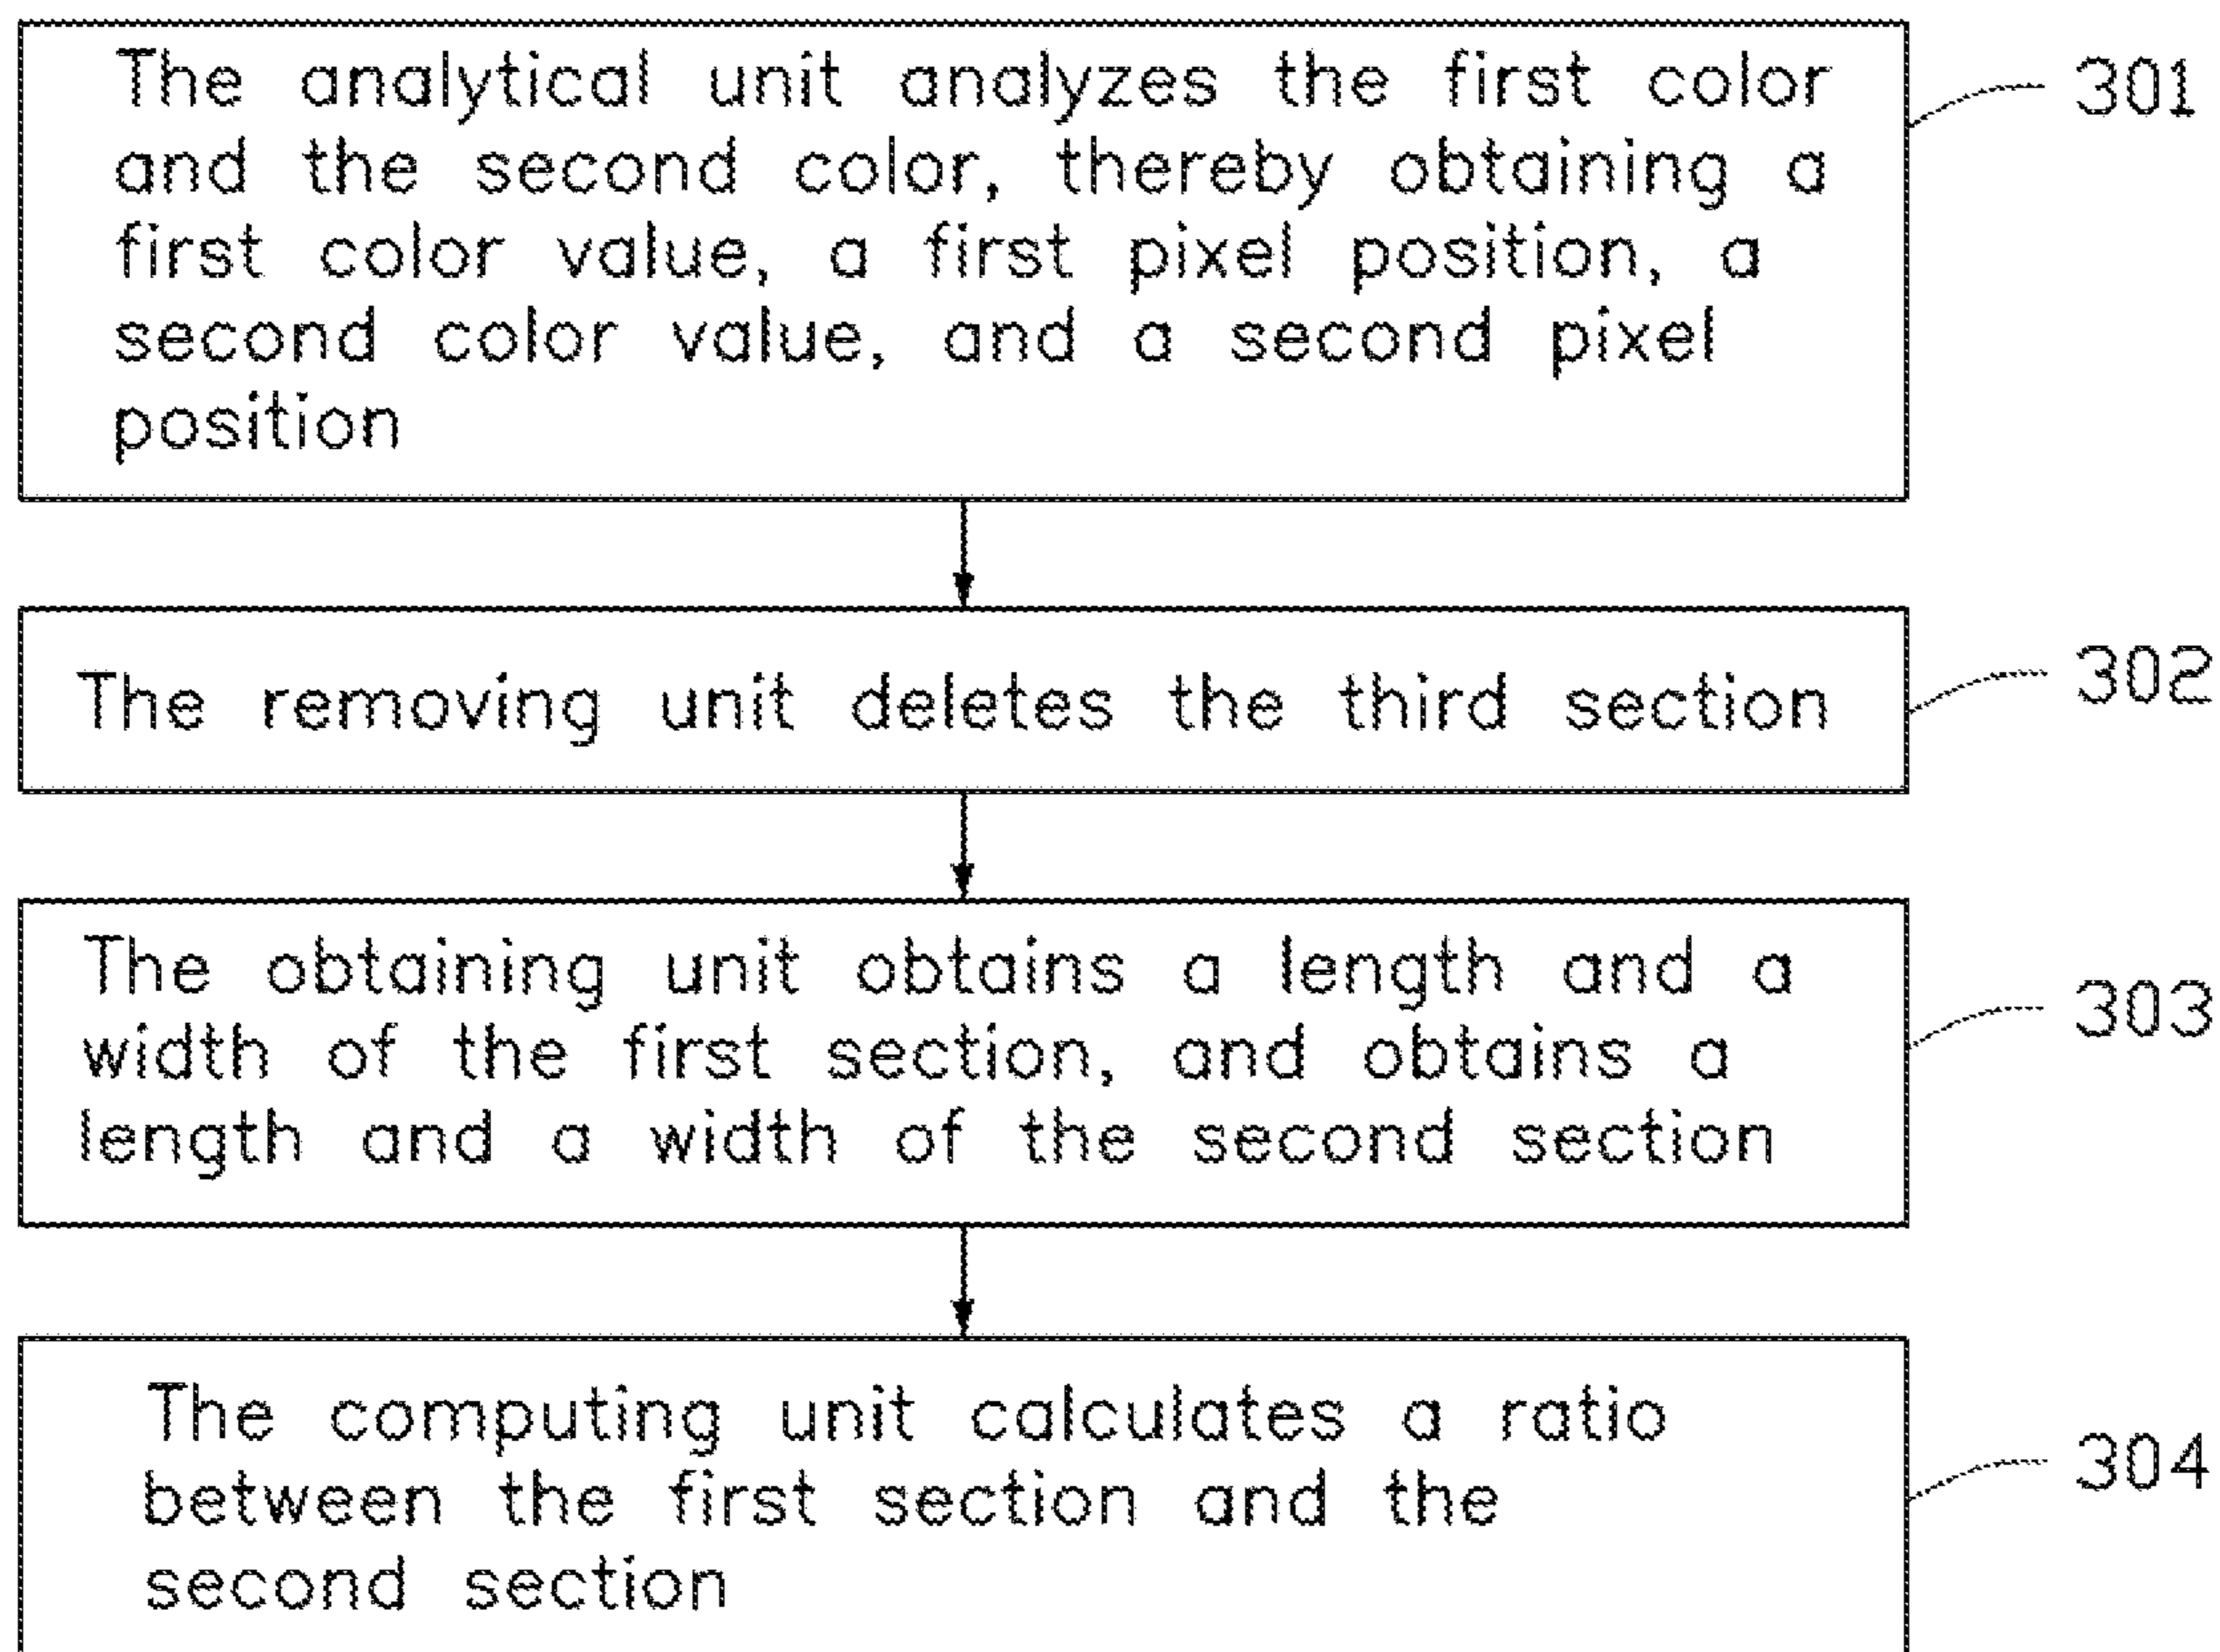 The analytical unit analyzes the first color
and the second color, thereby obtaining a
first color value, a first pixel position, a
second color value, and a second pixel
position
301
The removing unit deletes the third section
302
The obtaining unit obtains a length and a
width of the first section, and obtains a
length and a width of the second section
303
The computing unit calculates a ratio
between the first section and the
second section
304